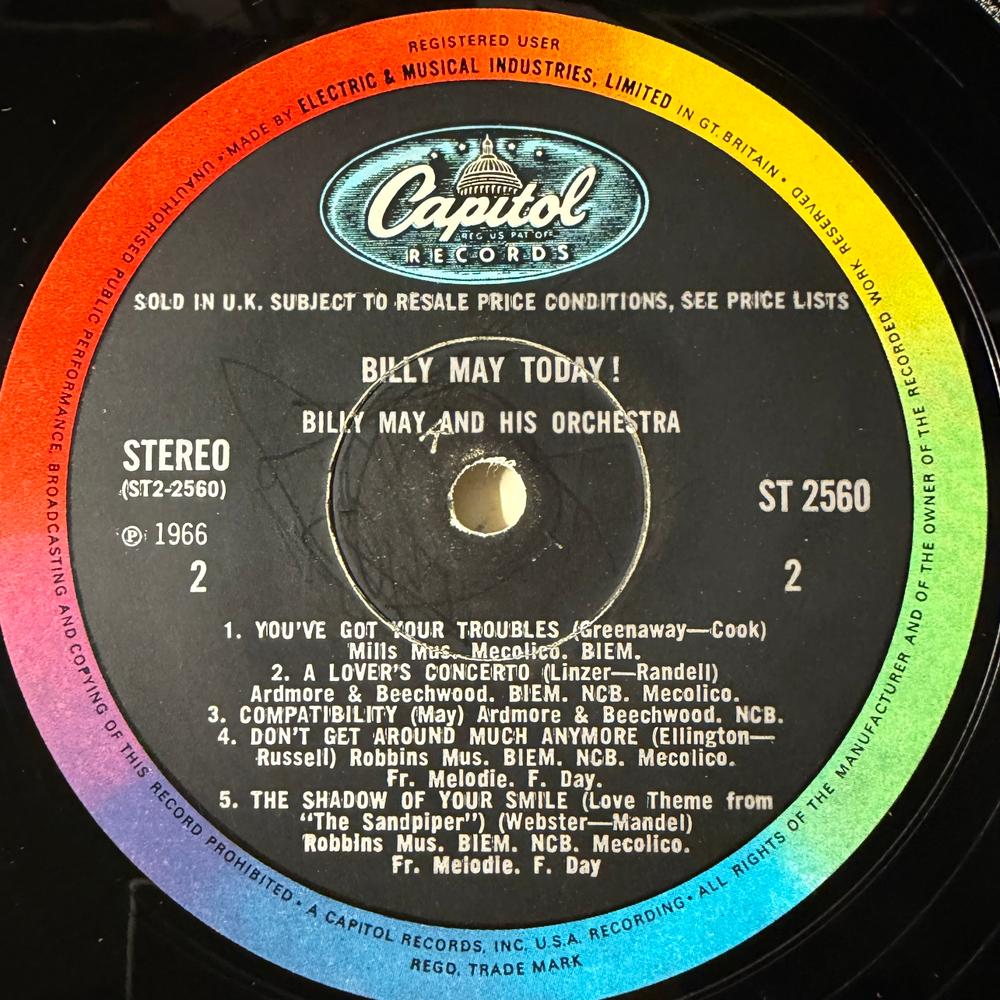 REGISTERED USER
UNAUTHORISED PUBLIC PERFORMANCE, BROADCASTING AND COPYING OF THIS RECORD PROHIBITED • A CAPITOL RECORDS, INC. U.S.A. RECORDING • ALL RIGHTS OF THE MANUFACTURER AND OF THE OWNER OF THE RECORDED WORK RESERVED •
MADE BY ELECTRIC & MUSICAL INDUSTRIES, LIMITED IN GT. BRITAIN •
REGD. TRADE MARK
Capitol
REG US PAT OFF
RECORDS
SOLD IN U.K. SUBJECT TO RESALE PRICE CONDITIONS, SEE PRICE LISTS
BILLY MAY TODAY!
BILLY MAY AND HIS ORCHESTRA
STEREO
(ST2-2560)
ST 2560
℗ 1966
2
2
1. YOU'VE GOT YOUR TROUBLES (Greenaway—Cook)
Mills Mus. Mecolico. BIEM.
2. A LOVER'S CONCERTO (Linzer—Randell)
Ardmore & Beechwood. BIEM. NCB. Mecolico.
3. COMPATIBILITY (May) Ardmore & Beechwood. NCB.
4. DON'T GET AROUND MUCH ANYMORE (Ellington—
Russell) Robbins Mus. BIEM. NCB. Mecolico.
Fr. Melodie. F. Day.
5. THE SHADOW OF YOUR SMILE (Love Theme from
"The Sandpiper") (Webster—Mandel)
Robbins Mus. BIEM. NCB. Mecolico.
Fr. Melodie. F. Day